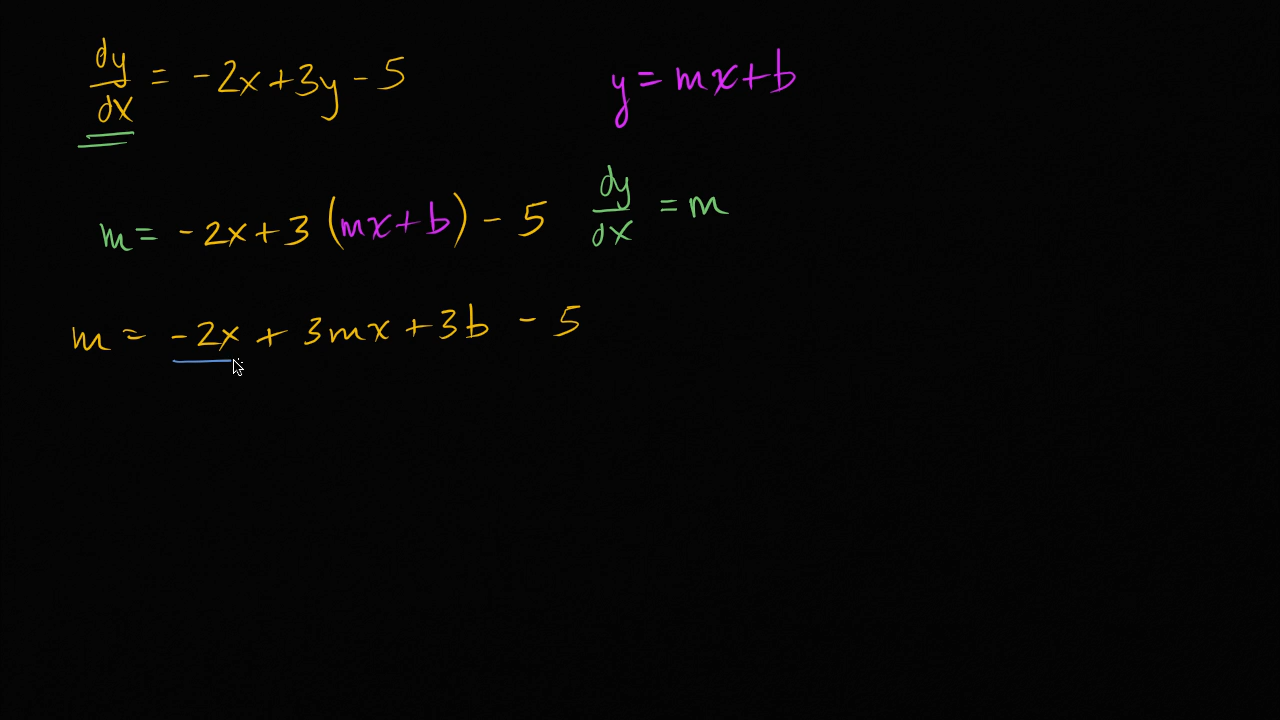 dy/dx = -2x + 3y - 5
y = mx + b
m = -2x + 3 (mx + b) - 5
dy/dx = m
m = -2x + 3mx + 3b - 5